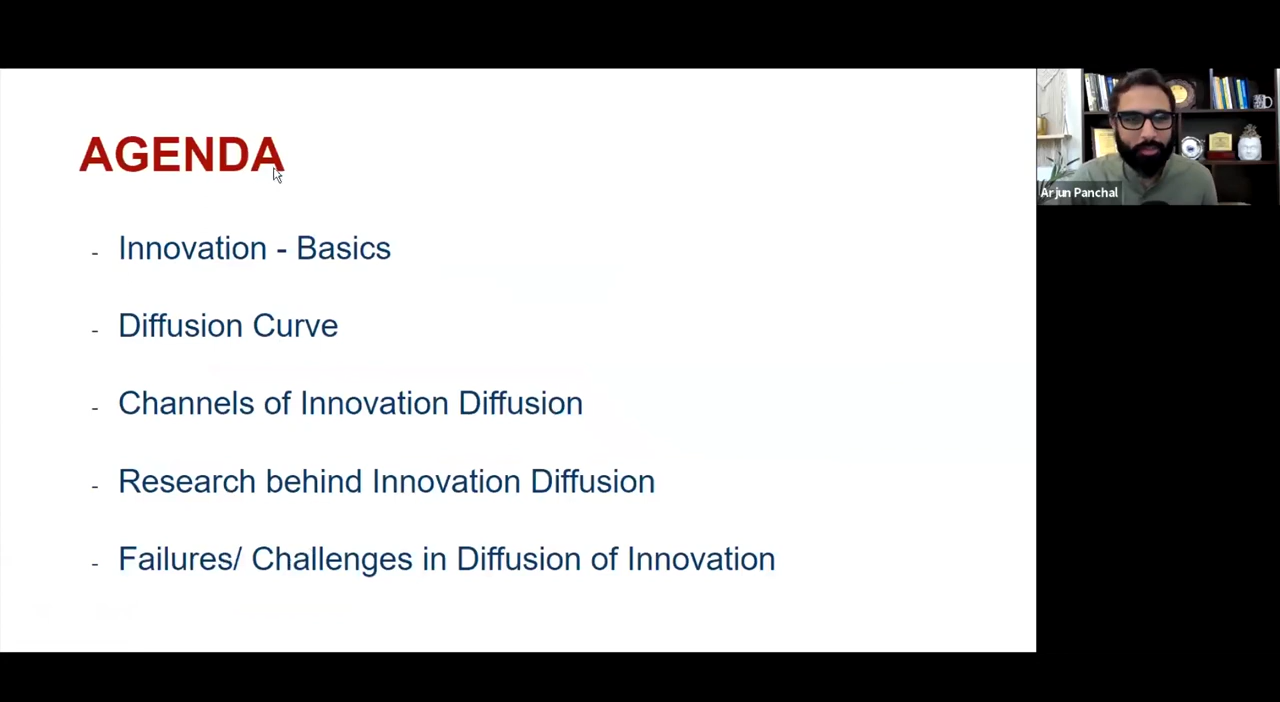 AGENDA
- Innovation - Basics
- Diffusion Curve
- Channels of Innovation Diffusion
- Research behind Innovation Diffusion
- Failures/ Challenges in Diffusion of Innovation
Arjun Panchal